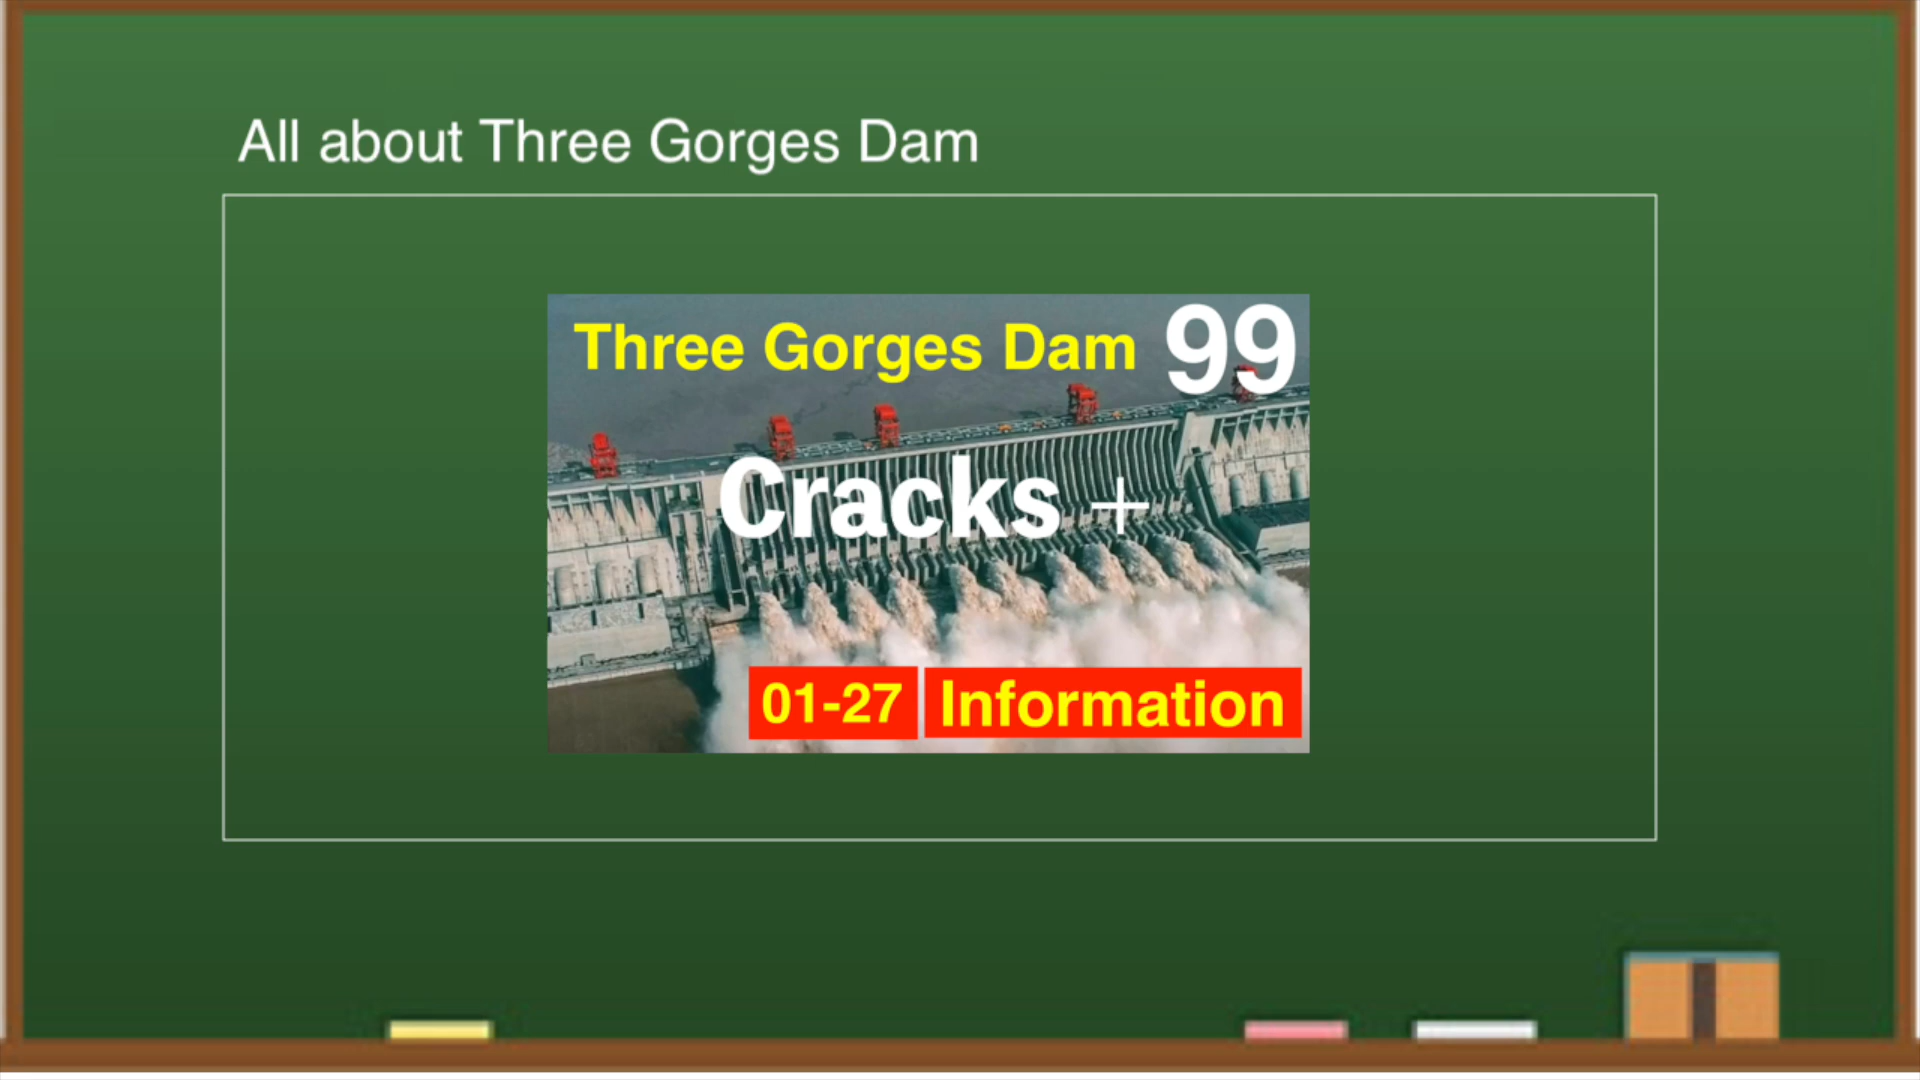 All about Three Gorges Dam
Three Gorges Dam 99
Cracks +
01-27 Information